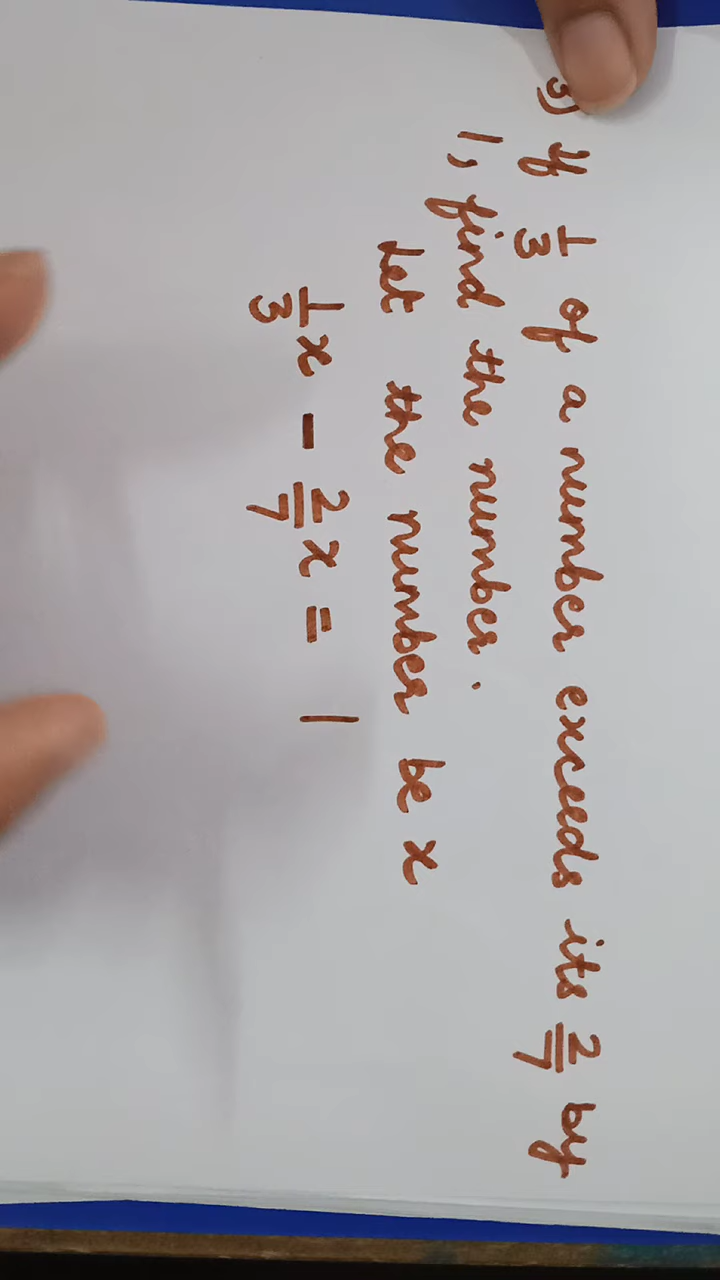 3) If 1/3 of a number exceeds its 2/7 by
1, find the number.
Let the number be x
1/3 x - 2/7 x = 1